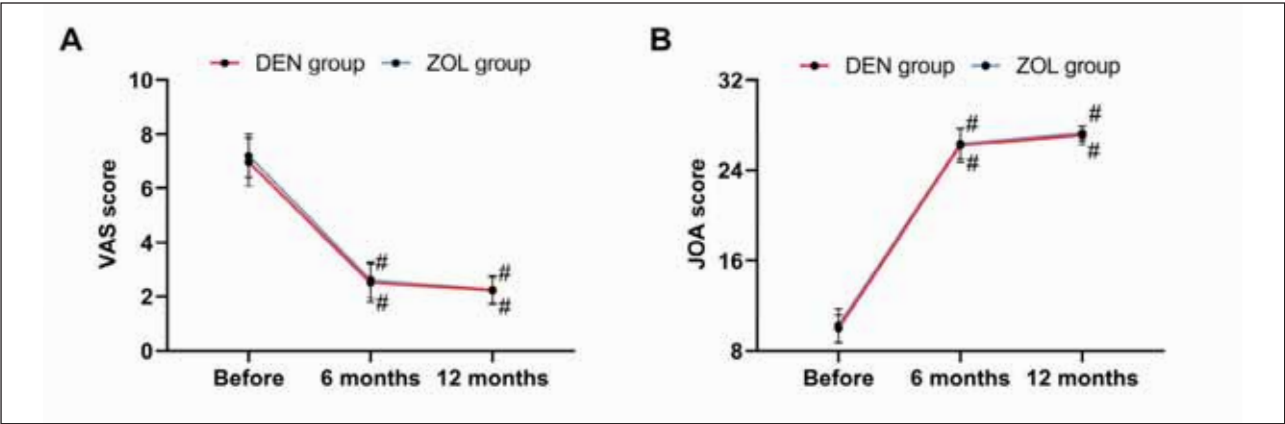 A
DEN group ZOL group
10
8
6
4
2
0
VAS score
#
#
#
#
Before 6 months 12 months
B
DEN group ZOL group
32
24
16
8
JOA score
#
#
#
#
Before 6 months 12 months